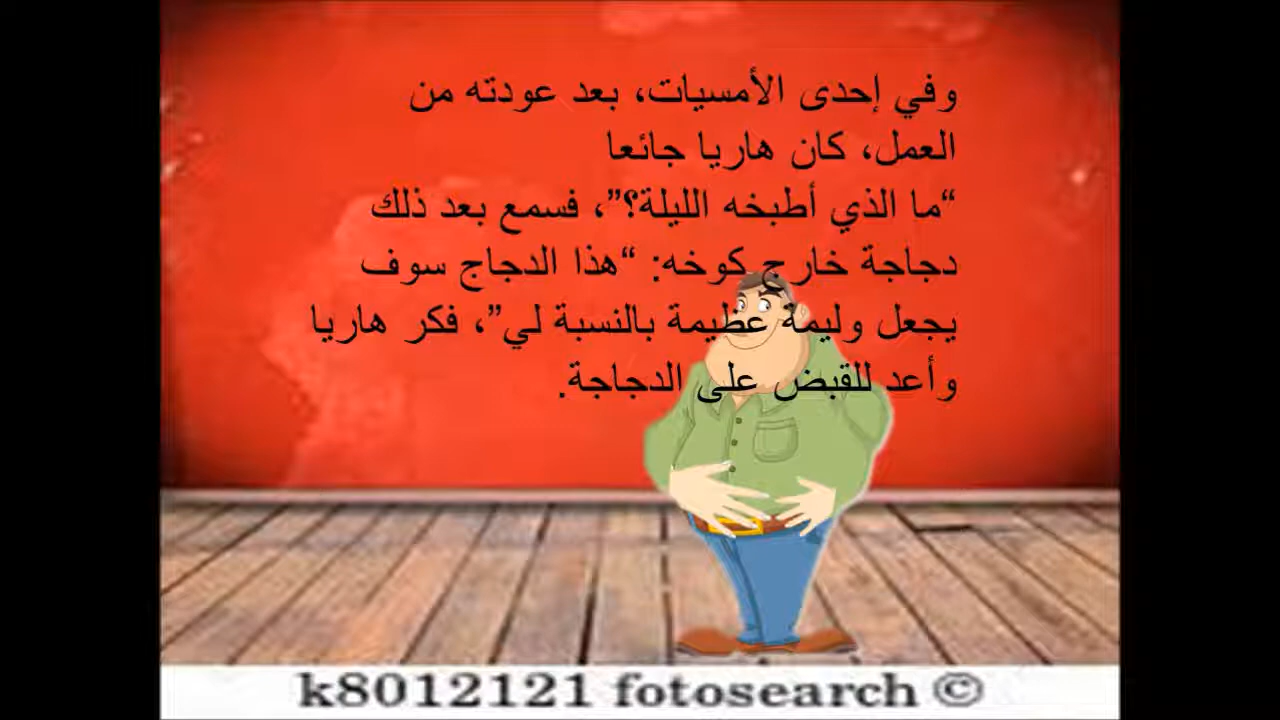 وفي إحدى الأمسيات، بعد عودته من
العمل، كان هاريا جائعا
“ما الذي أطبخه الليلة؟”، فسمع بعد ذلك
دجاجة خارج كوخه: “هذا الدجاج سوف
يجعل وليمة عظيمة بالنسبة لي”، فكر هاريا
وأعد للقبض على الدجاجة.
k8012121 fotosearch ©